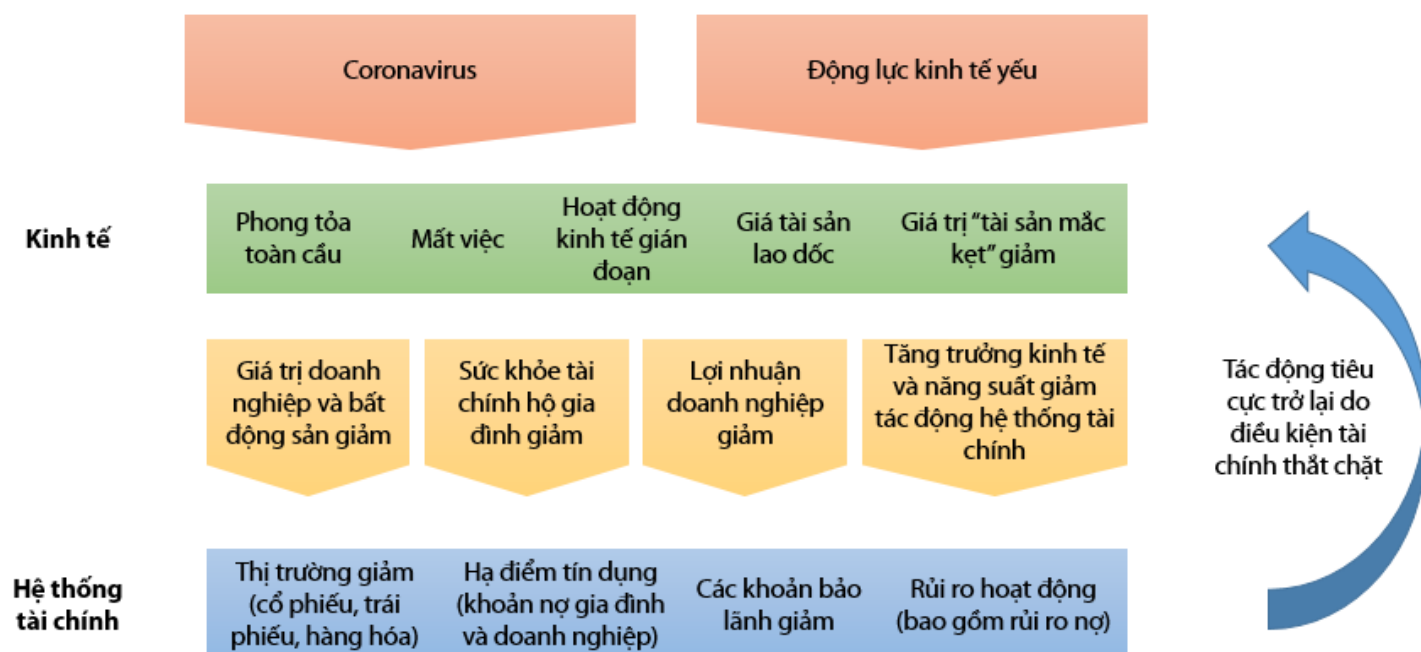 Coronavirus
Động lực kinh tế yếu
Kinh tế
Phong tỏa
toàn cầu
Mất việc
Hoạt động
kinh tế gián
đoạn
Giá tài sản
lao dốc
Giá trị “tài sản mắc
kẹt” giảm
Giá trị doanh
nghiệp và bất
động sản giảm
Sức khỏe tài
chính hộ gia
đình giảm
Lợi nhuận
doanh nghiệp
giảm
Tăng trưởng kinh tế
và năng suất giảm
tác động hệ thống tài
chính
Tác động tiêu
cực trở lại do
điều kiện tài
chính thắt chặt
Hệ thống
tài chính
Thị trường giảm
(cổ phiếu, trái
phiếu, hàng hóa)
Hạ điểm tín dụng
(khoản nợ gia đình
và doanh nghiệp)
Các khoản bảo
lãnh giảm
Rủi ro hoạt động
(bao gồm rủi ro nợ)